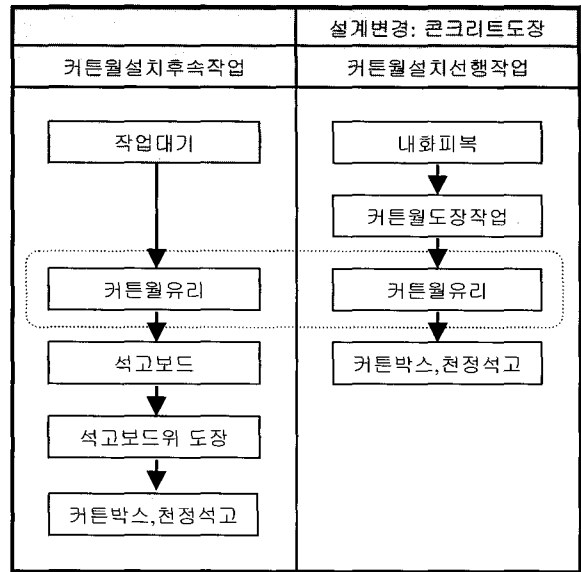 설계변경: 콘크리트도장
커튼월설치후속작업
커튼월설치선행작업
작업대기
커튼월유리
석고보드
석고보드위 도장
커튼박스,천정석고
내화피복
커튼월도장작업
커튼월유리
커튼박스,천정석고